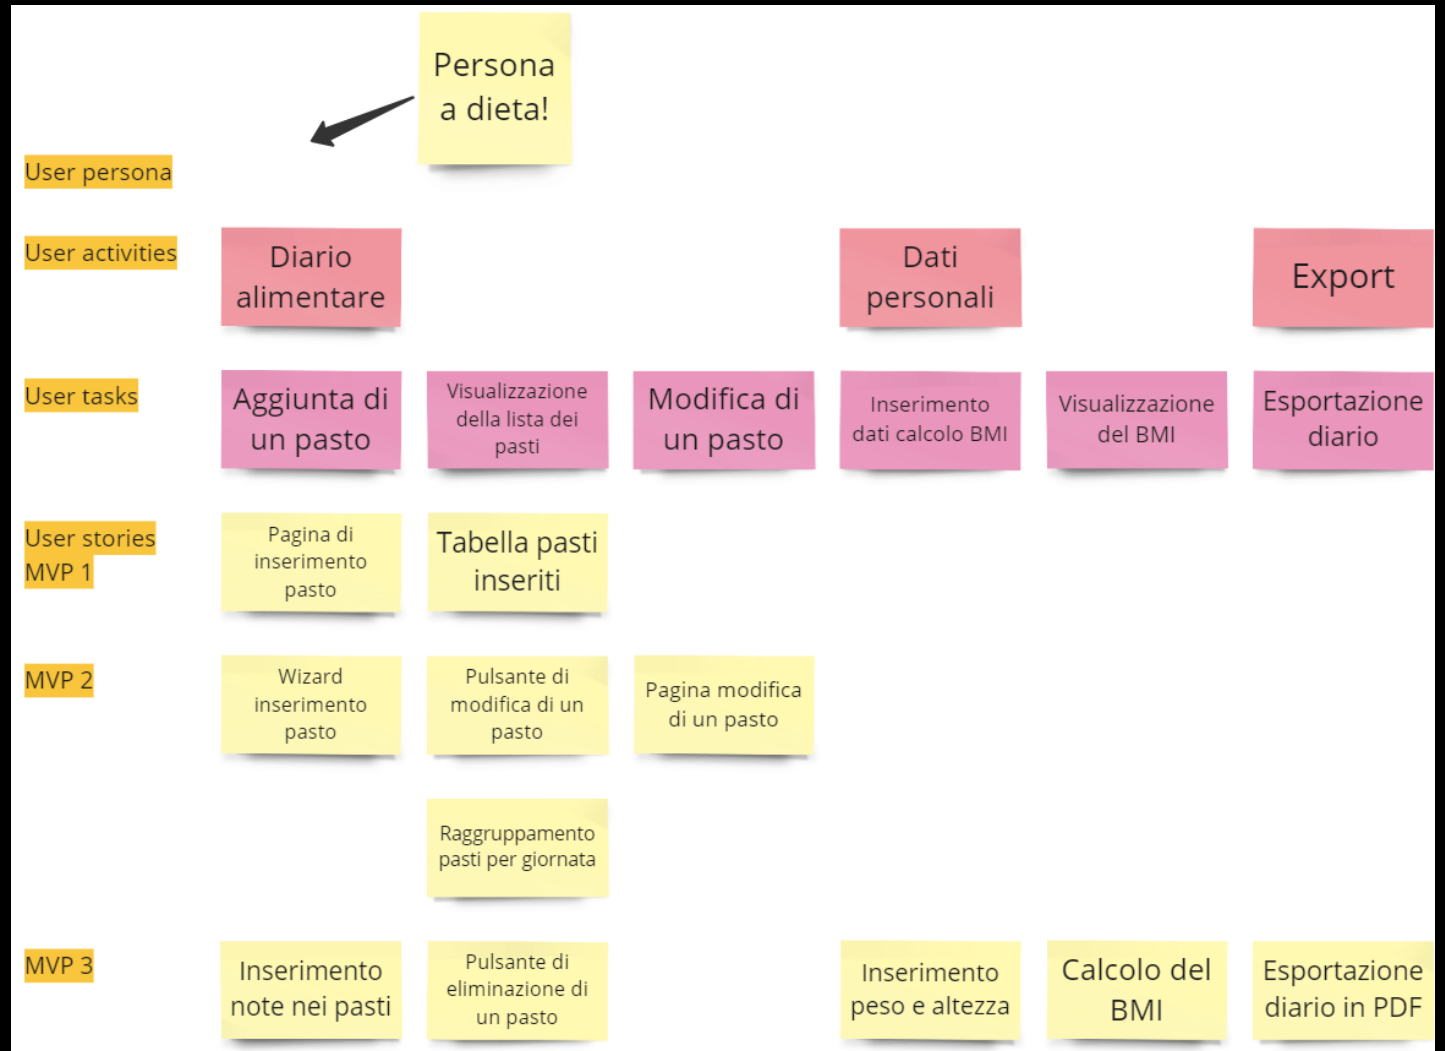 Persona
a dieta!
User persona
User activities
Diario
alimentare
Dati
personali
Export
User tasks
Aggiunta di
un pasto
Visualizzazione
della lista dei
pasti
Modifica di
un pasto
Inserimento
dati calcolo BMI
Visualizzazione
del BMI
Esportazione
diario
User stories
MVP 1
Pagina di
inserimento
pasto
Tabella pasti
inseriti
MVP 2
Wizard
inserimento
pasto
Pulsante di
modifica di un
pasto
Pagina modifica
di un pasto
Raggruppamento
pasti per giornata
MVP 3
Inserimento
note nei pasti
Pulsante di
eliminazione di
un pasto
Inserimento
peso e altezza
Calcolo del
BMI
Esportazione
diario in PDF